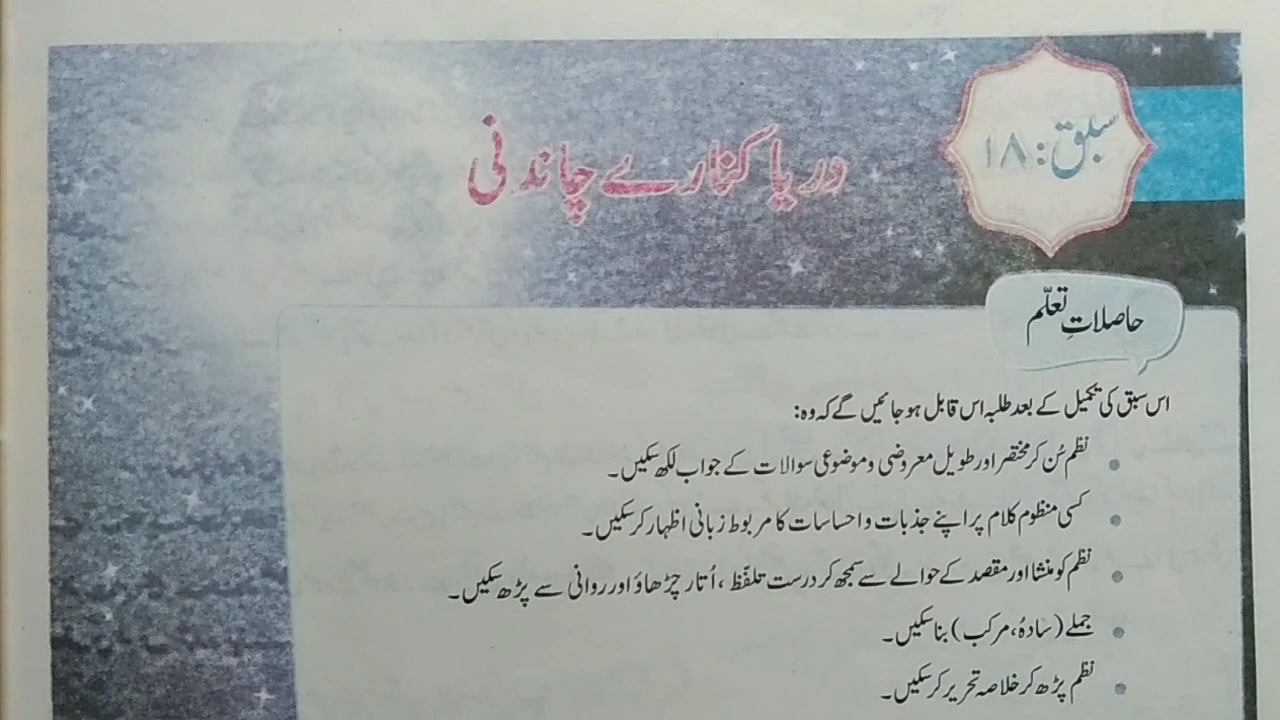 سبق: ۱۸
دریا کنارے چاندنی
حاصلاتِ تعلّم
اس سبق کی تکمیل کے بعد طلبہ اس قابل ہو جائیں گے کہ وہ:
نظم سُن کر مختصر اور طویل معروضی و موضوعی سوالات کے جواب لکھ سکیں۔
کسی منظوم کلام پر اپنے جذبات و احساسات کا مربوط زبانی اظہار کر سکیں۔
نظم کو منشا اور مقصد کے حوالے سے سمجھ کر درست تلفّظ، اُتار چڑھاؤ اور روانی سے پڑھ سکیں۔
جملے (سادہ، مرکب) بنا سکیں۔
نظم پڑھ کر خلاصہ تحریر کر سکیں۔